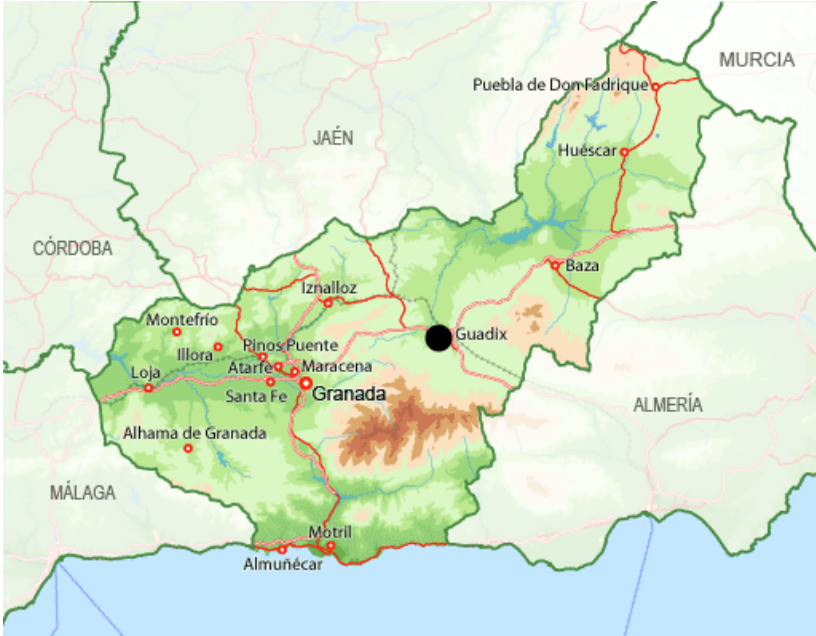 MURCIA
Puebla de Don Fadrique
JAÉN
Huéscar
CÓRDOBA
Baza
Iznalloz
Montefrío
Guadix
Pinos Puente
Illora
Atarfe
Maracena
Loja
Santa Fe
Granada
ALMERÍA
Alhama de Granada
MÁLAGA
Motril
Almuñécar